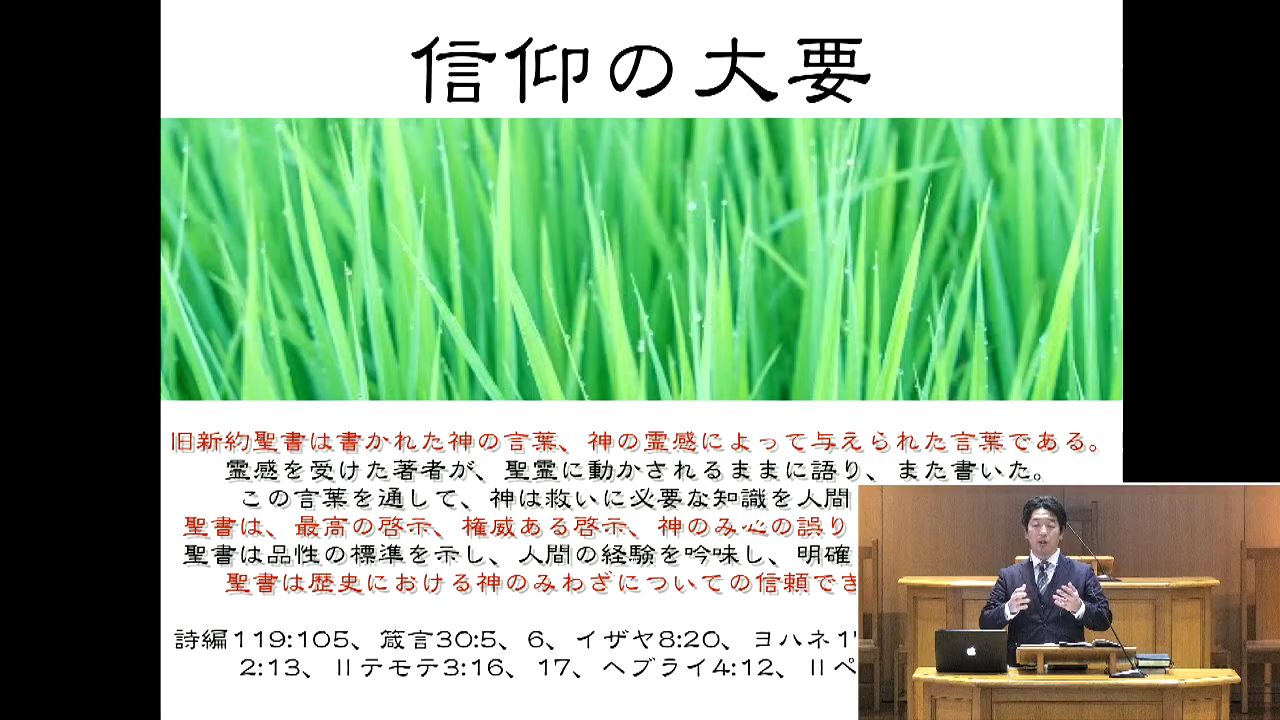 信仰の大要
旧新約聖書は書かれた神の言葉、神の霊感によって与えられた言葉である。
霊感を受けた著者が、聖霊に動かされるままに語り、また書いた。
この言葉を通して、神は救いに必要な知識を人間
聖書は、最高の啓示、権威ある啓示、神のみ心の誤り
聖書は品性の標準を示し、人間の経験を吟味し、明確
聖書は歴史における神のみわざについての信頼でき
詩編119:105、箴言30:5、6、イザヤ8:20、ヨハネ1
2:13、IIテモテ3:16、17、ヘブライ4:12、IIペ